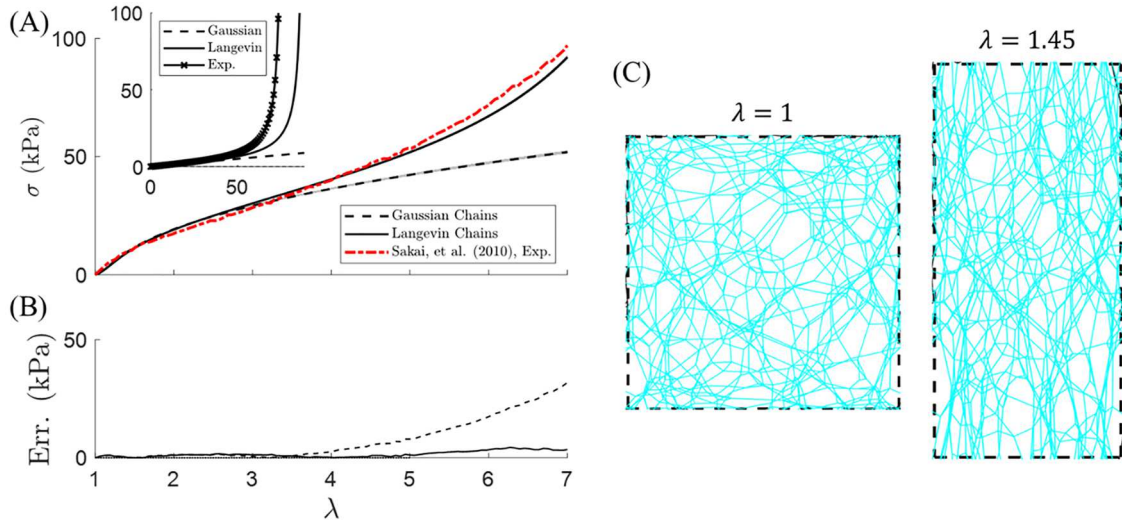 (A)
100
50
0
σ (kPa)
100
50
0
0
50
Gaussian
Langevin
Exp.
Gaussian Chains
Langevin Chains
Sakai, et al. (2010), Exp.
(B)
50
0
Err. (kPa)
1
2
3
4
5
6
7
λ
(C)
λ = 1
λ = 1.45